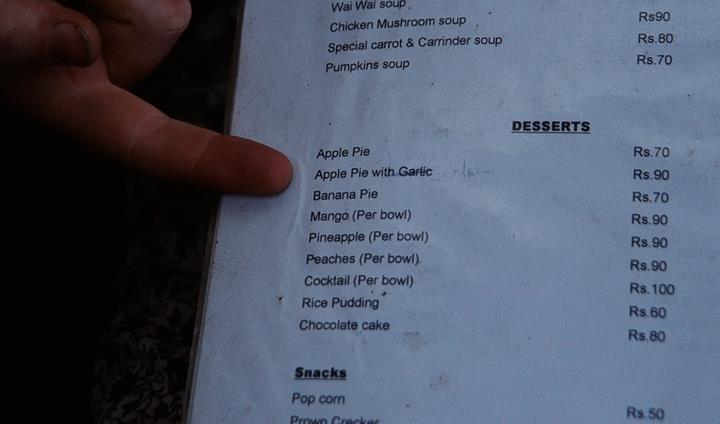 Wai Wai soup
Chicken Mushroom soup Rs90
Special carrot & Carrinder soup Rs.80
Pumpkins soup Rs.70
DESSERTS
Apple Pie Rs.70
Apple Pie with Garlic Rs.90
Banana Pie Rs.70
Mango (Per bowl) Rs.90
Pineapple (Per bowl) Rs.90
Peaches (Per bowl) Rs.90
Cocktail (Per bowl) Rs.100
Rice Pudding Rs.60
Chocolate cake Rs.80
Snacks
Pop corn Rs.50
Prown Crecker